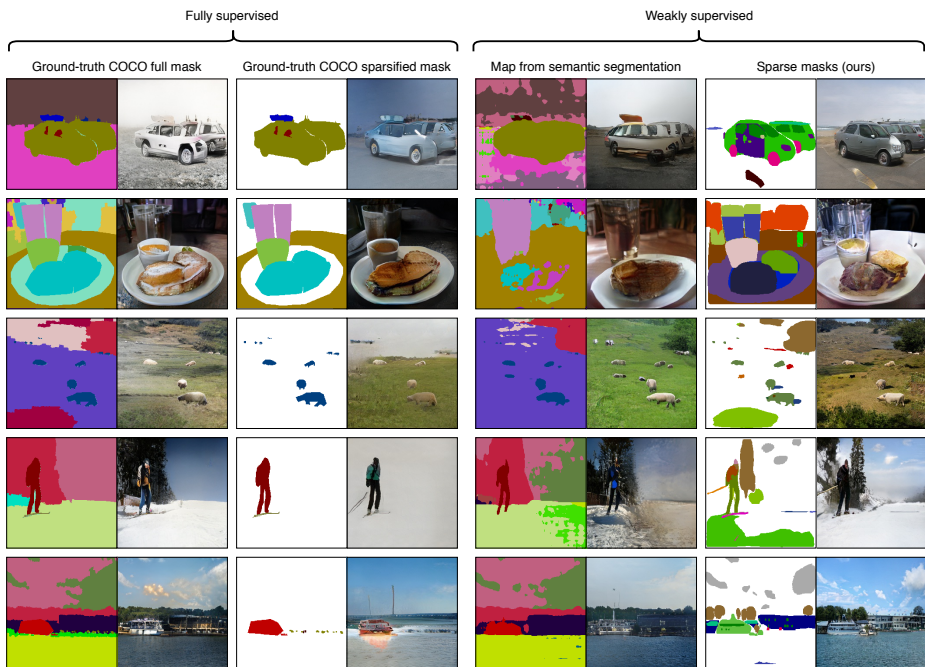 Fully supervised
Weakly supervised
Ground-truth COCO full mask
Ground-truth COCO sparsified mask
Map from semantic segmentation
Sparse masks (ours)